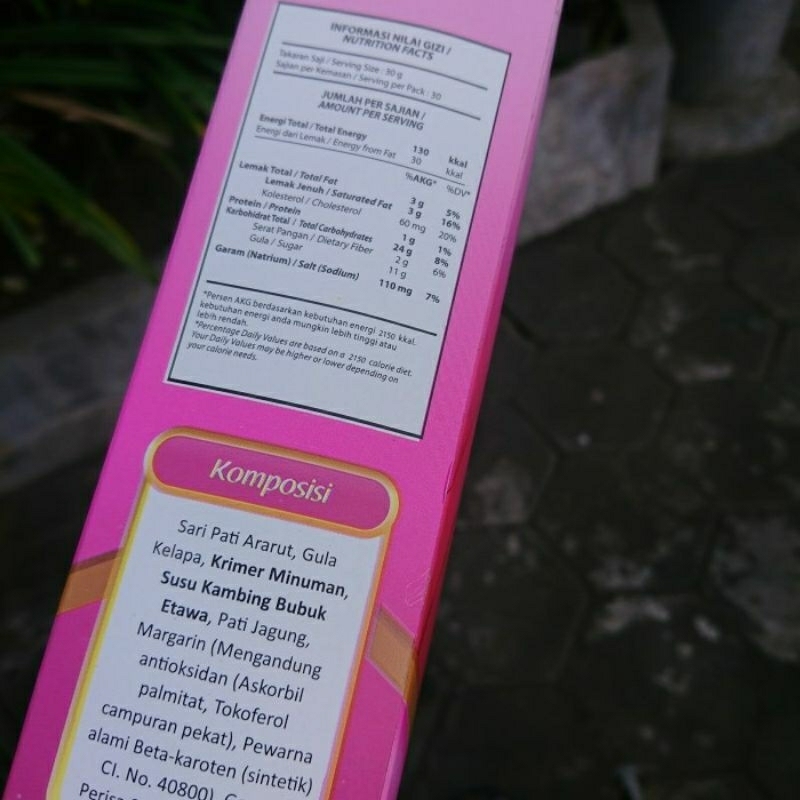 INFORMASI NILAI GIZI /
NUTRITION FACTS
Takaran Saji / Serving Size : 30 g
Sajian per Kemasan / Serving per Pack : 30
JUMLAH PER SAJIAN /
AMOUNT PER SERVING
Energi Total / Total Energy 130 kkal
Energi dari Lemak / Energy from Fat 30 kkal
%AKG* %DV*
Lemak Total / Total Fat 3 g 5%
Lemak Jenuh / Saturated Fat 3 g 16%
Kolesterol / Cholesterol 60 mg 20%
Protein / Protein 1 g 1%
Karbohidrat Total / Total Carbohydrates 24 g 8%
Serat Pangan / Dietary Fiber 2 g 6%
Gula / Sugar 11 g
Garam (Natrium) / Salt (Sodium) 110 mg 7%
*Persen AKG berdasarkan kebutuhan energi 2150 kkal.
kebutuhan energi anda mungkin lebih tinggi atau
lebih rendah.
*Percentage Daily Values are based on a 2150 calorie diet.
Your Daily Values may be higher or lower depending on
your calorie needs.
Komposisi
Sari Pati Ararut, Gula
Kelapa, Krimer Minuman,
Susu Kambing Bubuk
Etawa, Pati Jagung,
Margarin (Mengandung
antioksidan (Askorbil
palmitat, Tokoferol
campuran pekat), Pewarna
alami Beta-karoten (sintetik)
CI. No. 40800)